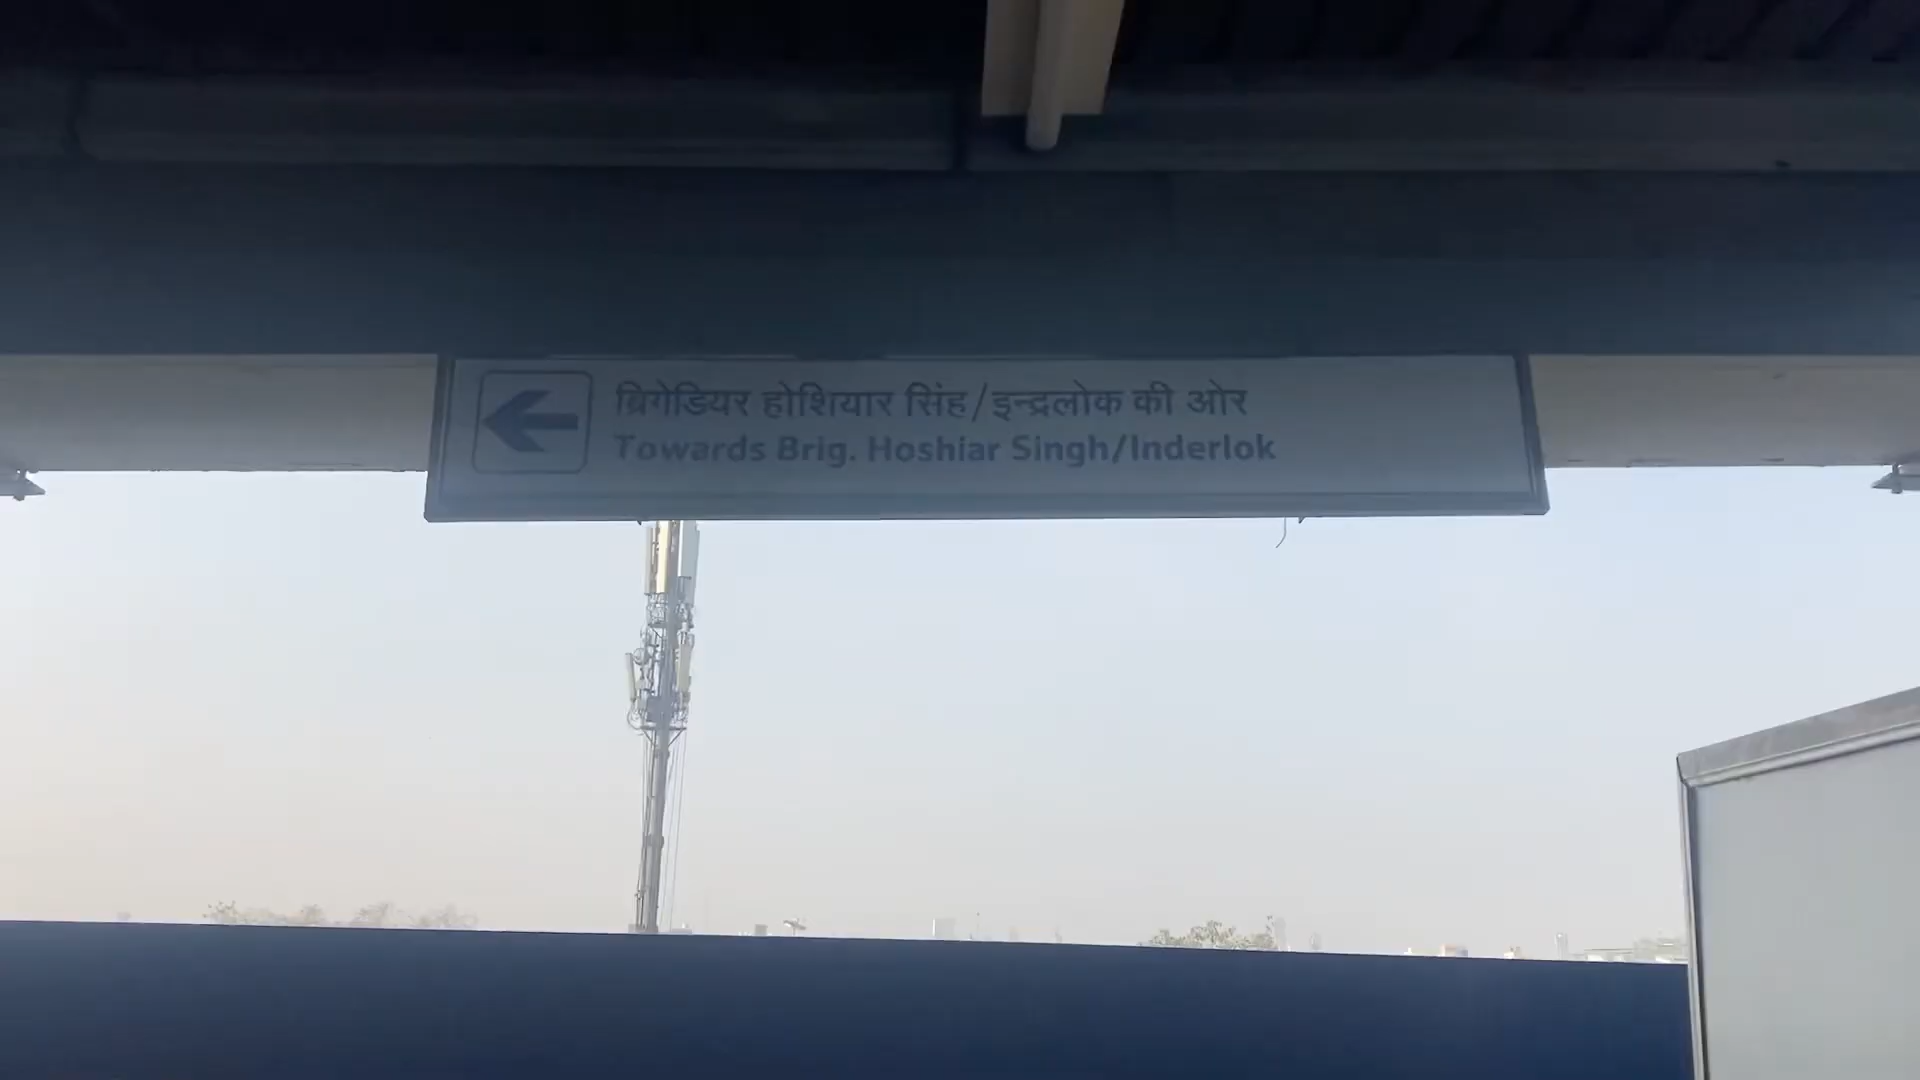 ब्रिगेडियर होशियार सिंह/इन्द्रलोक की ओर
Towards Brig. Hoshiar Singh/Inderlok